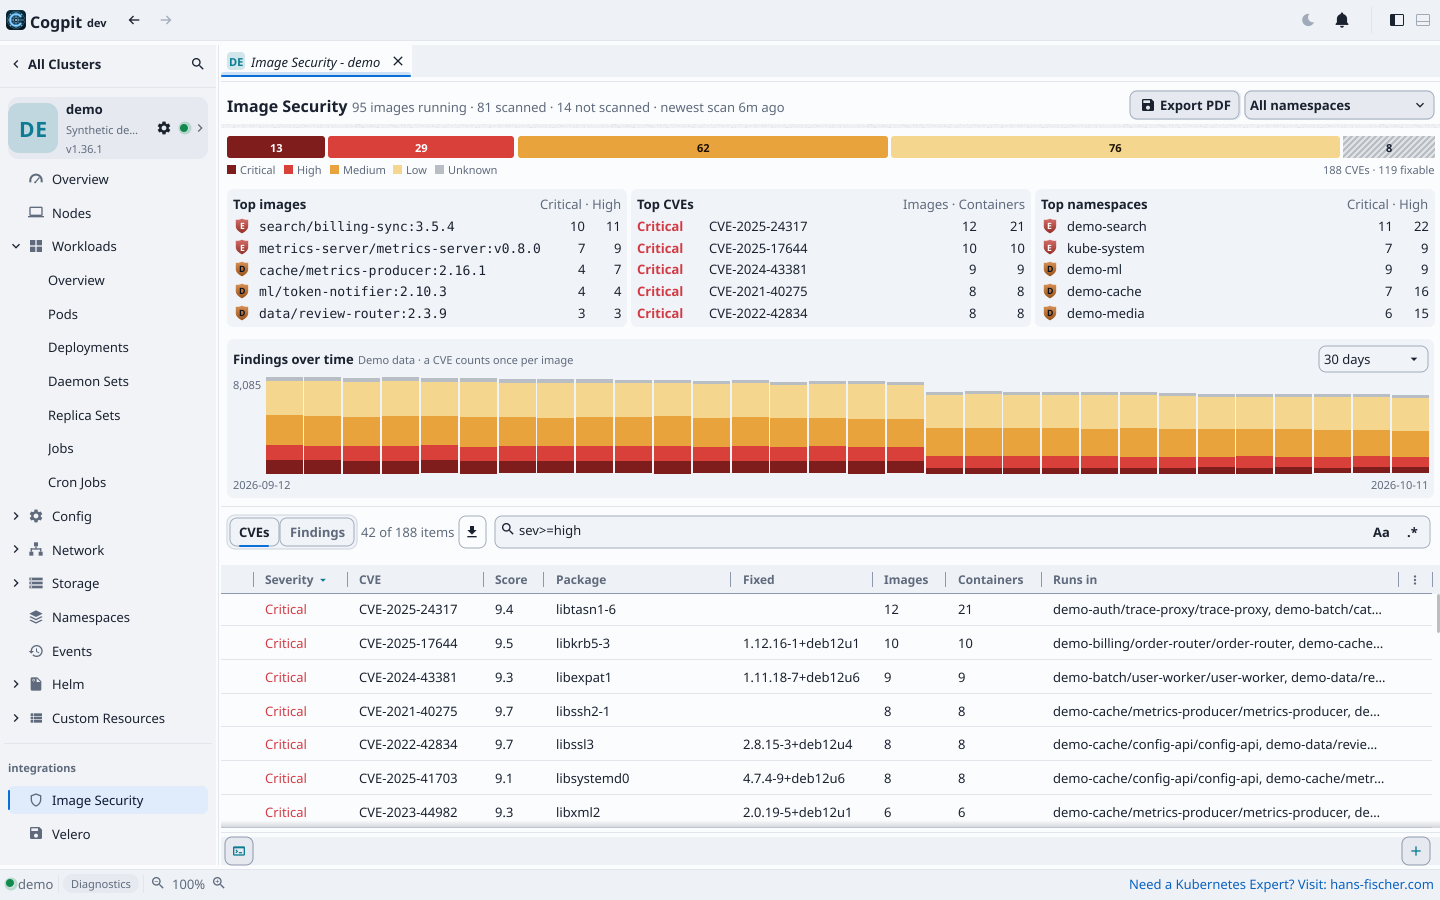 Cogpit dev
All Clusters
DE Image Security - demo
demo
DE Synthetic de...
v1.36.1
Image Security 95 images running · 81 scanned · 14 not scanned · newest scan 6m ago
Export PDF All namespaces
13 29 62 76 8
Critical High Medium Low Unknown 188 CVEs · 119 fixable
Overview
Nodes
Workloads
Overview
Pods
Deployments
Daemon Sets
Replica Sets
Jobs
Cron Jobs
Config
Network
Storage
Namespaces
Events
Helm
Custom Resources
integrations
Image Security
Velero
Top images Critical · High
E search/billing-sync:3.5.4 10 11
E metrics-server/metrics-server:v0.8.0 7 9
D cache/metrics-producer:2.16.1 4 7
D ml/token-notifier:2.10.3 4 4
D data/review-router:2.3.9 3 3
Top CVEs Images · Containers
Critical CVE-2025-24317 12 21
Critical CVE-2025-17644 10 10
Critical CVE-2024-43381 9 9
Critical CVE-2021-40275 8 8
Critical CVE-2022-42834 8 8
Top namespaces Critical · High
E demo-search 11 22
E kube-system 7 9
D demo-ml 9 9
D demo-cache 7 16
D demo-media 6 15
Findings over time Demo data · a CVE counts once per image 30 days
8,085
2026-09-12 2026-10-11
CVEs Findings 42 of 188 items sev>=high Aa .*
Severity CVE Score Package Fixed Images Containers Runs in
Critical CVE-2025-24317 9.4 libtasn1-6 12 21 demo-auth/trace-proxy/trace-proxy, demo-batch/cat...
Critical CVE-2025-17644 9.5 libkrb5-3 1.12.16-1+deb12u1 10 10 demo-billing/order-router/order-router, demo-cache...
Critical CVE-2024-43381 9.3 libexpat1 1.11.18-7+deb12u6 9 9 demo-batch/user-worker/user-worker, demo-data/re...
Critical CVE-2021-40275 9.7 libssh2-1 8 8 demo-cache/metrics-producer/metrics-producer, de...
Critical CVE-2022-42834 9.7 libssl3 2.8.15-3+deb12u4 8 8 demo-cache/config-api/config-api, demo-data/revie...
Critical CVE-2025-41703 9.1 libsystemd0 4.7.4-9+deb12u6 8 8 demo-cache/config-api/config-api, demo-cache/metr...
Critical CVE-2023-44982 9.3 libxml2 2.0.19-5+deb12u1 6 6 demo-cache/metrics-producer/metrics-producer, de...
demo Diagnostics 100% Need a Kubernetes Expert? Visit: hans-fischer.com